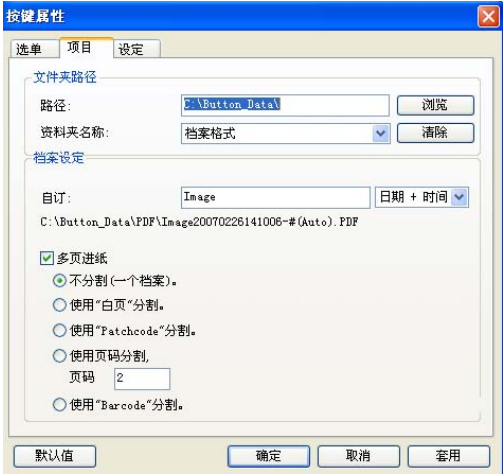 按键属性
选单 项目 设定
文件夹路径
路径: C:\Button_Data\ 浏览
资料夹名称: 档案格式 清除
档案设定
自订: Image 日期 + 时间
C:\Button_Data\PDF\Image20070226141006-#(Auto).PDF
多页进纸
不分割(一个档案)。
使用"白页"分割。
使用"Patchcode"分割。
使用页码分割,
页码 2
使用"Barcode"分割。
默认值 确定 取消 套用